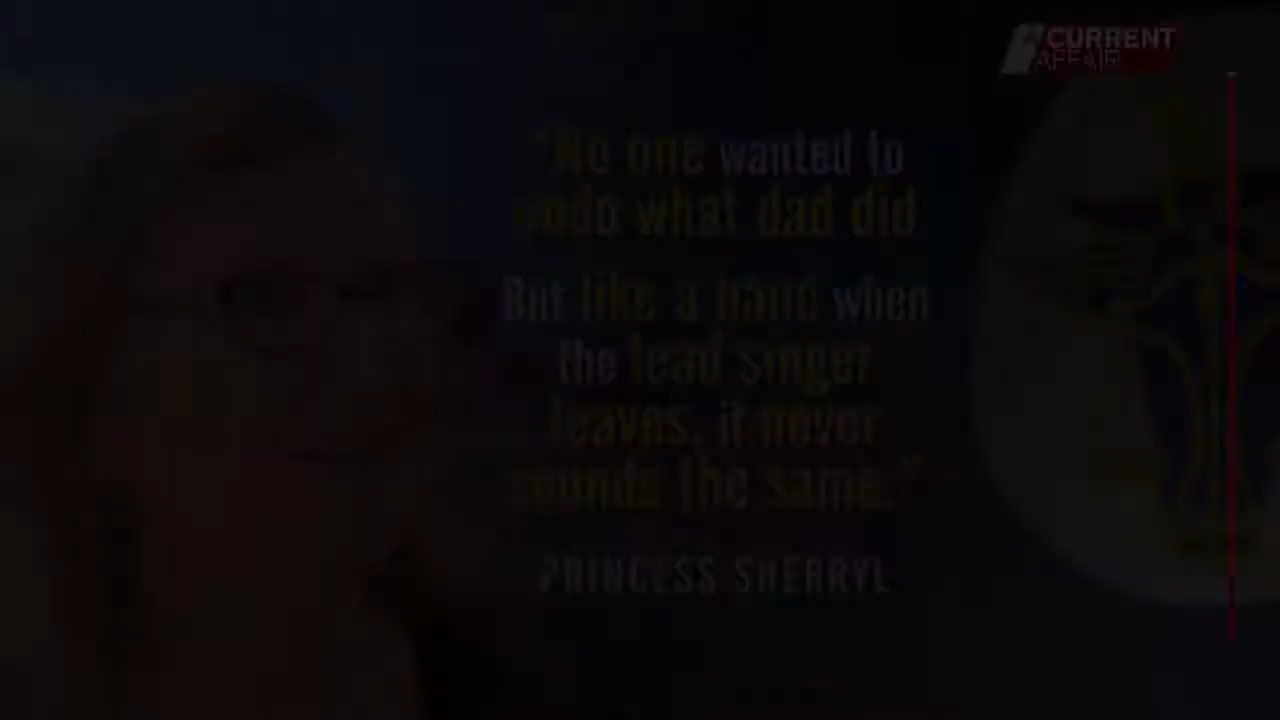 CURRENT
AFFAIR
"No one wanted to
undo what dad did
But like a band when
the lead singer
leaves, it never
sounds the same."
PRINCESS SHERRYL